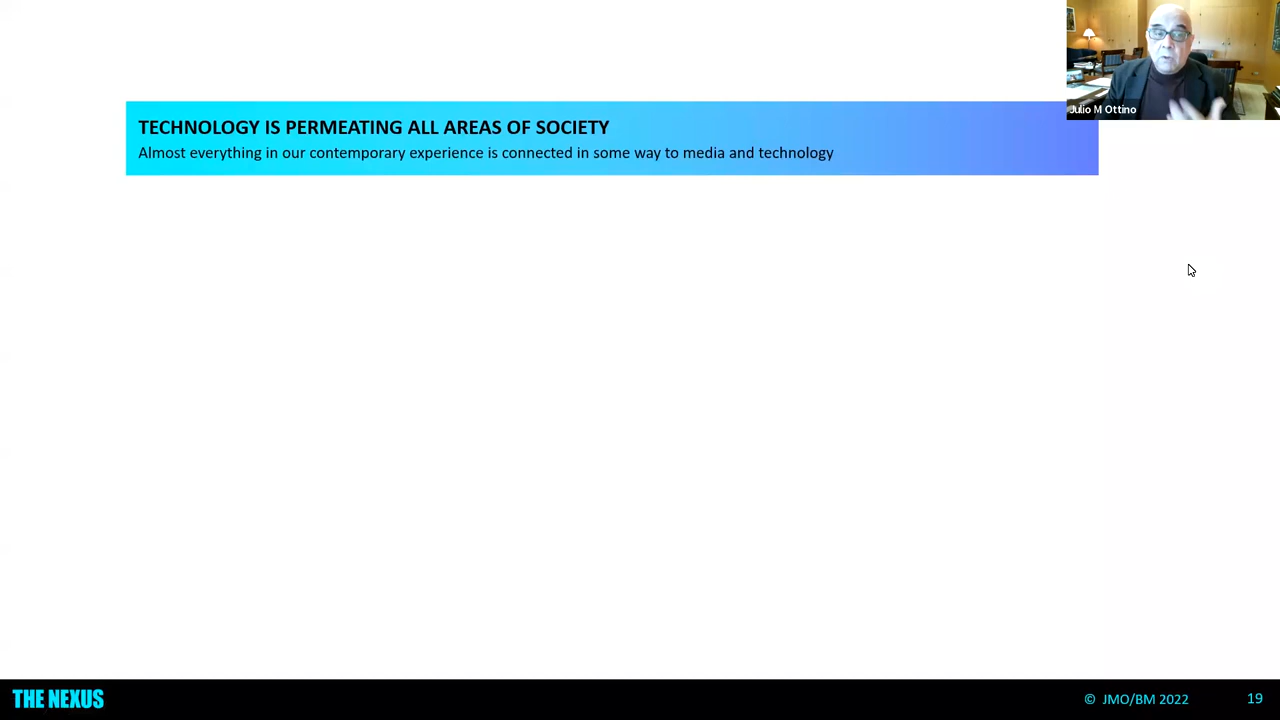 Julio M Ottino
TECHNOLOGY IS PERMEATING ALL AREAS OF SOCIETY
Almost everything in our contemporary experience is connected in some way to media and technology
THE NEXUS
© JMO/BM 2022
19